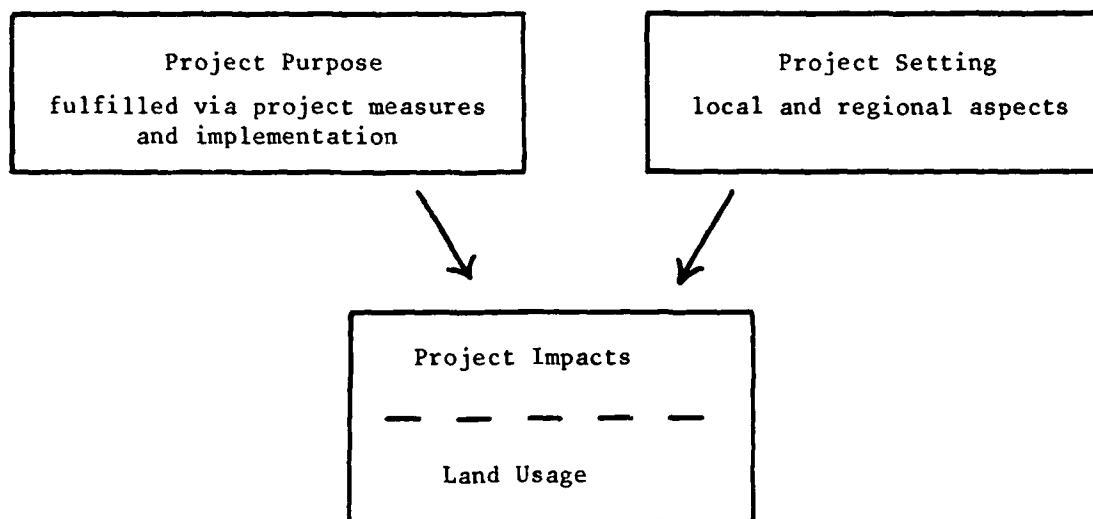 Project Purpose
fulfilled via project measures
and implementation
Project Setting
local and regional aspects
Project Impacts
Land Usage